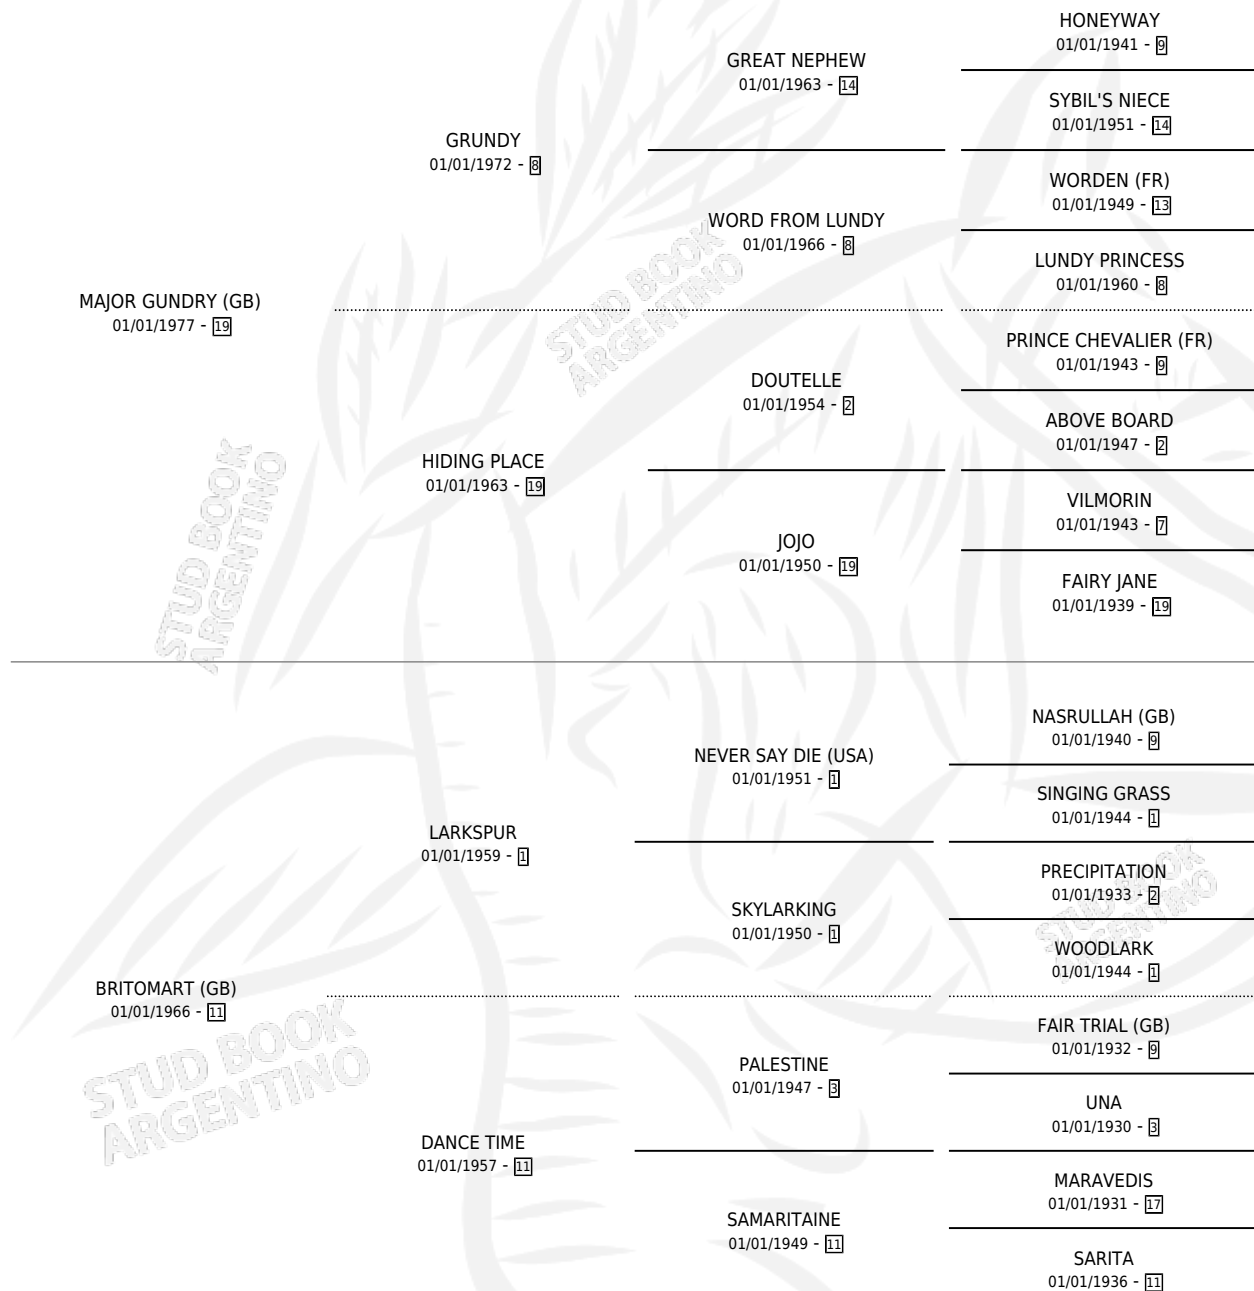 HONEYWAY
01/01/1941 - 9
GREAT NEPHEW
01/01/1963 - 14
SYBIL'S NIECE
01/01/1951 - 14
GRUNDY
01/01/1972 - 8
WORDEN (FR)
01/01/1949 - 13
WORD FROM LUNDY
01/01/1966 - 8
LUNDY PRINCESS
01/01/1960 - 8
MAJOR GUNDRY (GB)
01/01/1977 - 19
PRINCE CHEVALIER (FR)
01/01/1943 - 9
DOUTELLE
01/01/1954 - 2
ABOVE BOARD
01/01/1947 - 2
HIDING PLACE
01/01/1963 - 19
VILMORIN
01/01/1943 - 7
JOJO
01/01/1950 - 19
FAIRY JANE
01/01/1939 - 19
STUD BOOK
ARGENTINO
STUD BOOK
ARGENTINO
NASRULLAH (GB)
01/01/1940 - 9
NEVER SAY DIE (USA)
01/01/1951 - 1
SINGING GRASS
01/01/1944 - 1
LARKSPUR
01/01/1959 - 1
PRECIPITATION
01/01/1933 - 2
SKYLARKING
01/01/1950 - 1
WOODLARK
01/01/1944 - 1
BRITOMART (GB)
01/01/1966 - 11
FAIR TRIAL (GB)
01/01/1932 - 9
PALESTINE
01/01/1947 - 3
UNA
01/01/1930 - 3
DANCE TIME
01/01/1957 - 11
MARAVEDIS
01/01/1931 - 17
SAMARITAINE
01/01/1949 - 11
SARITA
01/01/1936 - 11
STUD BOOK
ARGENTINO
STUD BOOK
ARGENTINO